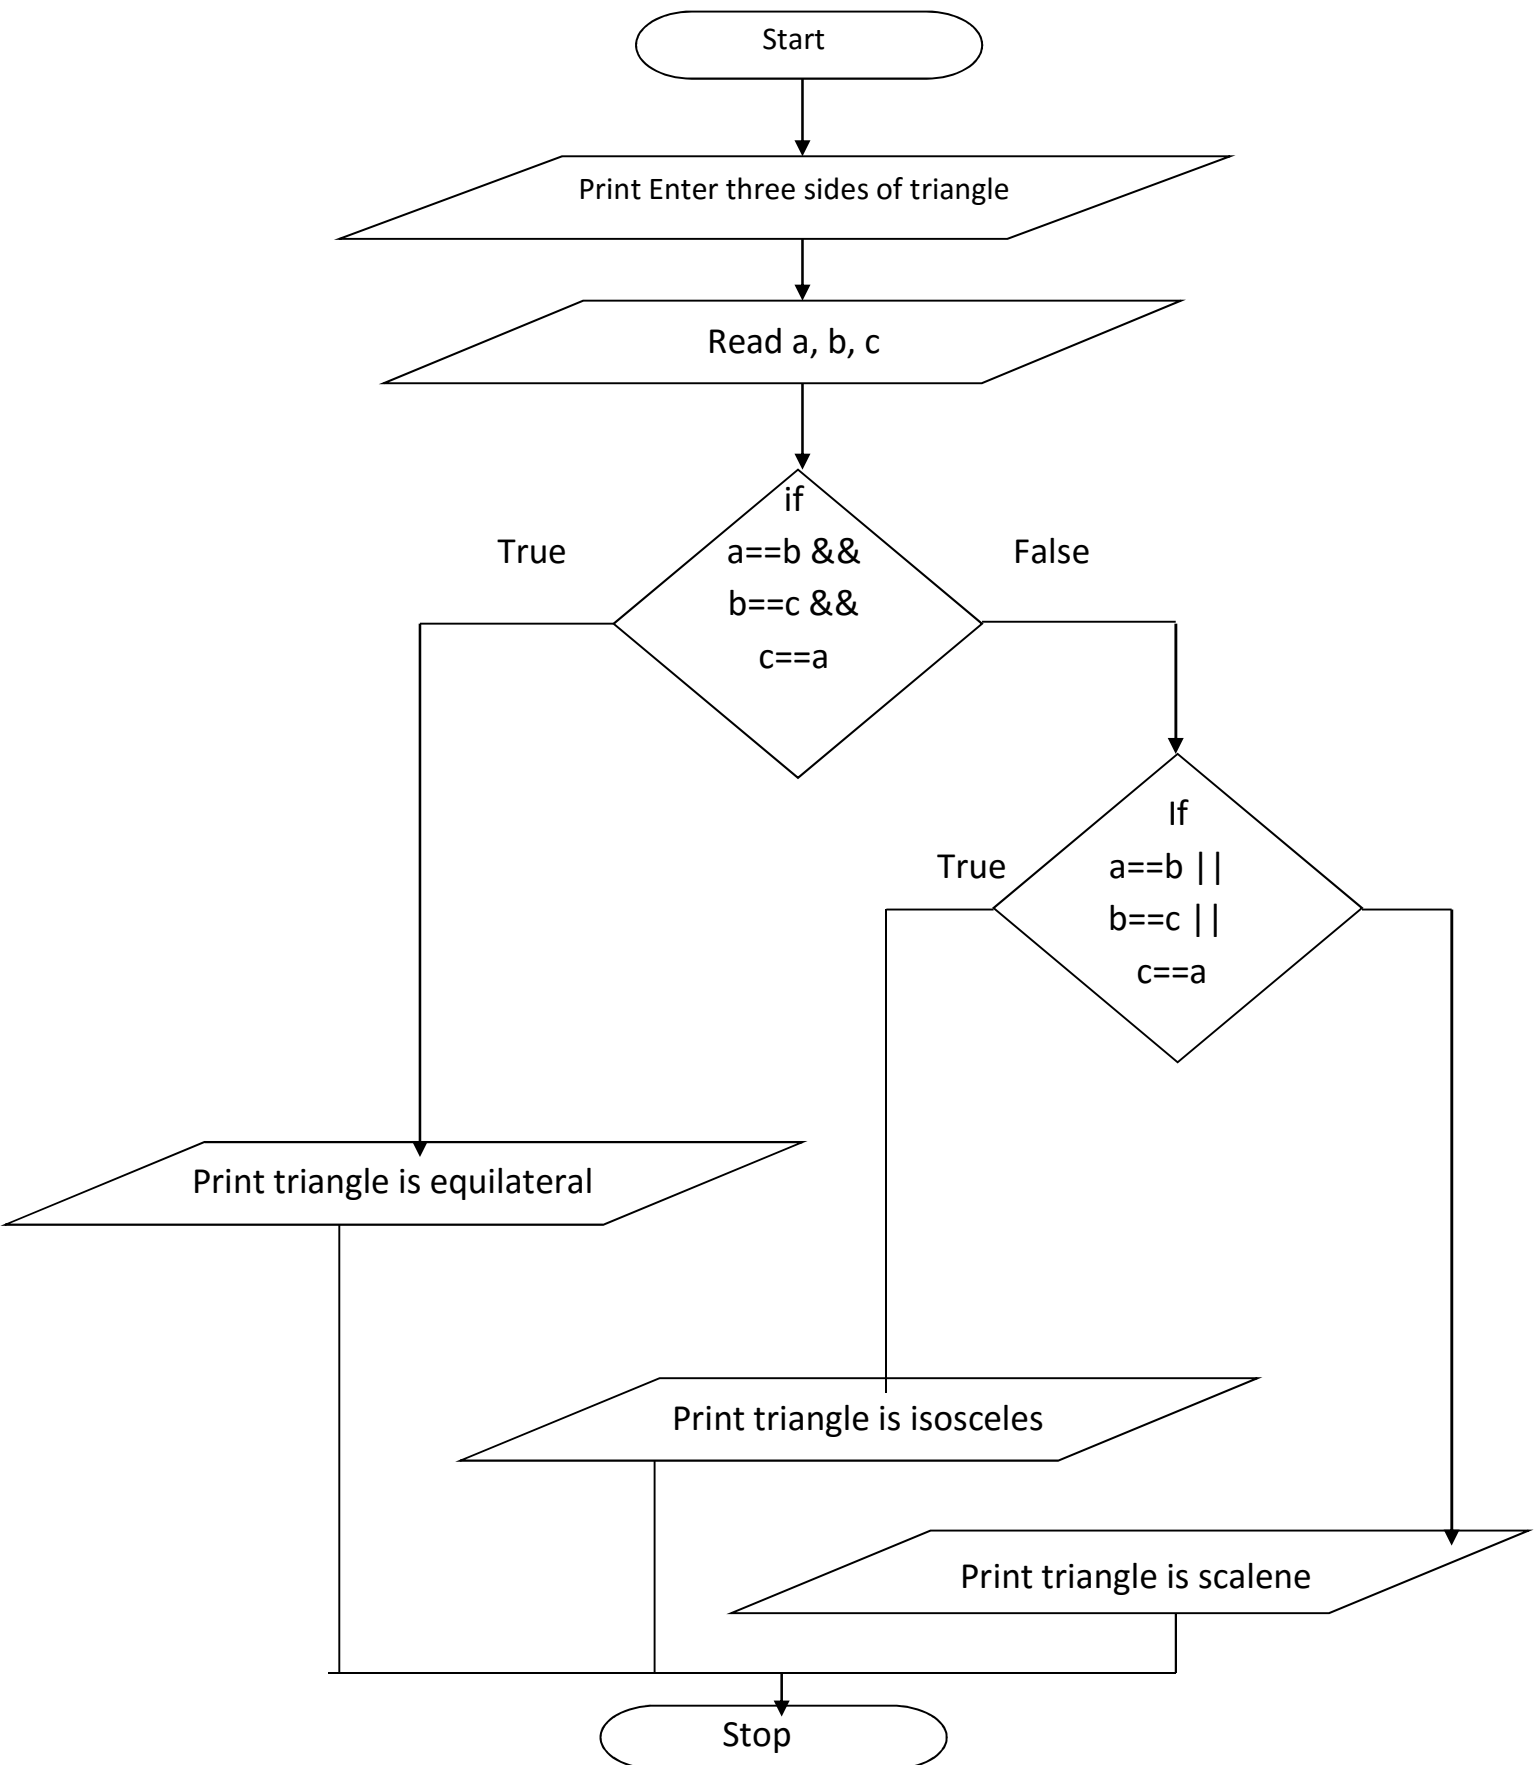 Start
Print Enter three sides of triangle
Read a, b, c
if
a==b &&
b==c &&
c==a
True
False
If
a==b ||
b==c ||
c==a
True
Print triangle is equilateral
Print triangle is isosceles
Print triangle is scalene
Stop